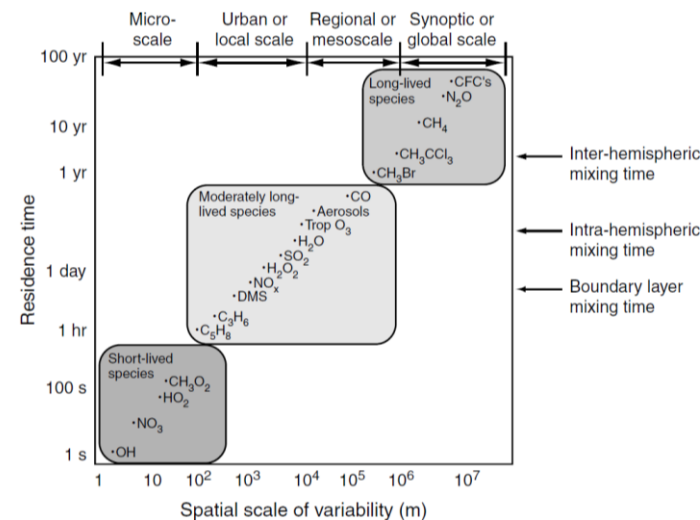 Micro-
scale
Urban or
local scale
Regional or
mesoscale
Synoptic or
global scale
100 yr
10 yr
1 yr
1 day
1 hr
100 s
1 s
Residence time
Long-lived
species
·CFC's
·N₂O
·CH₄
·CH₃CCl₃
·CH₃Br
Moderately long-
lived species
·CO
·Aerosols
·Trop O₃
·H₂O
·SO₂
·H₂O₂
·NOₓ
·DMS
·C₃H₆
·C₅H₈
Short-lived
species
·CH₃O₂
·HO₂
·NO₃
·OH
Inter-hemispheric
mixing time
Intra-hemispheric
mixing time
Boundary layer
mixing time
1 10 10² 10³ 10⁴ 10⁵ 10⁶ 10⁷
Spatial scale of variability (m)